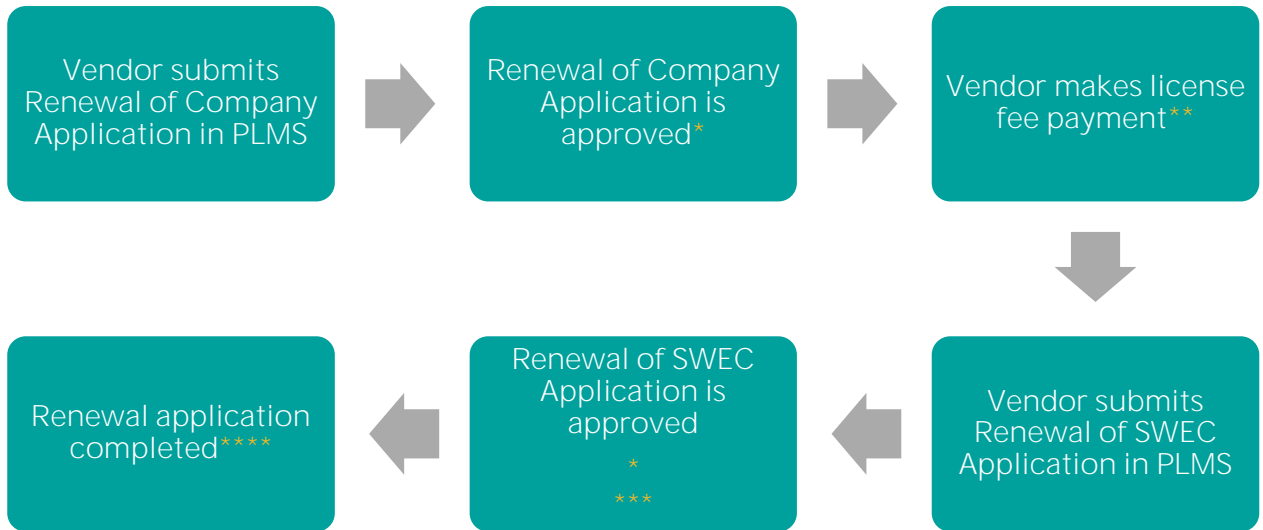 Vendor submits
Renewal of Company
Application in PLMS
Renewal of Company
Application is
approved*
Vendor makes license
fee payment**
Vendor submits
Renewal of SWEC
Application in PLMS
Renewal of SWEC
Application is
approved
*
***
Renewal application
completed****